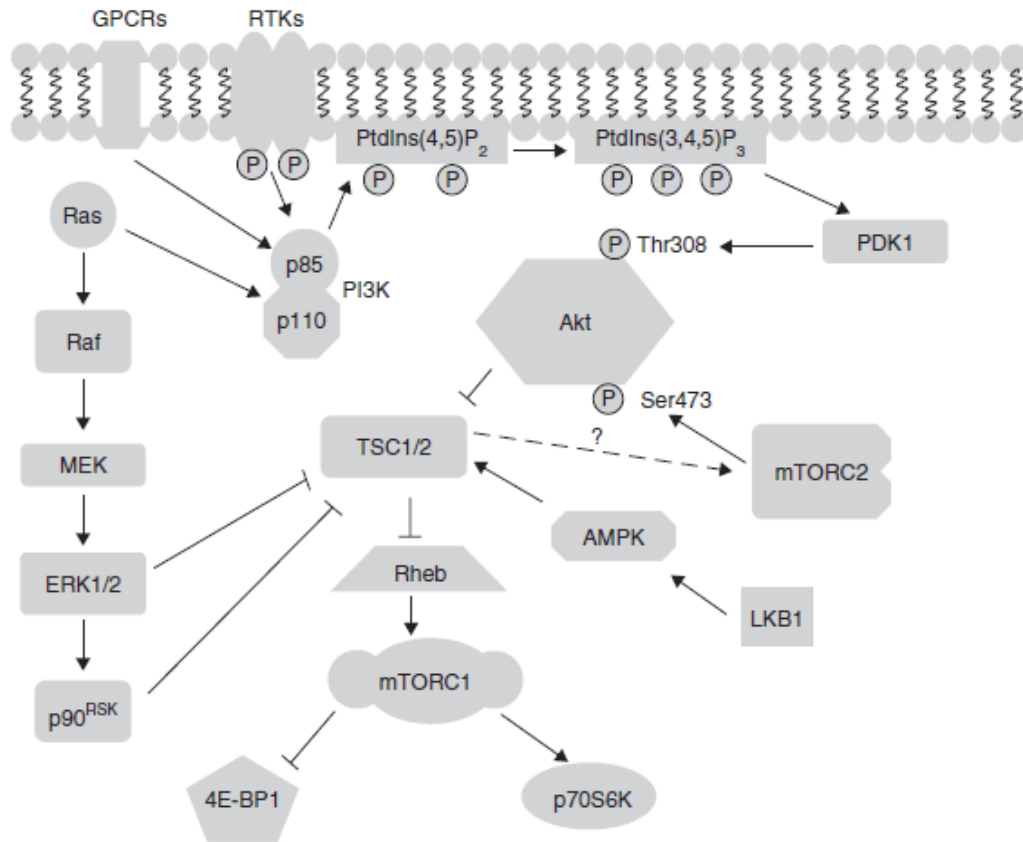 GPCRs
RTKs
PtdIns(4,5)P₂
PtdIns(3,4,5)P₃
P P
P P
P P P
Ras
p85
PI3K
p110
P Thr308
PDK1
Raf
Akt
P Ser473
?
TSC1/2
mTORC2
MEK
AMPK
ERK1/2
Rheb
LKB1
mTORC1
p90ᴿˢᴷ
4E-BP1
p70S6K